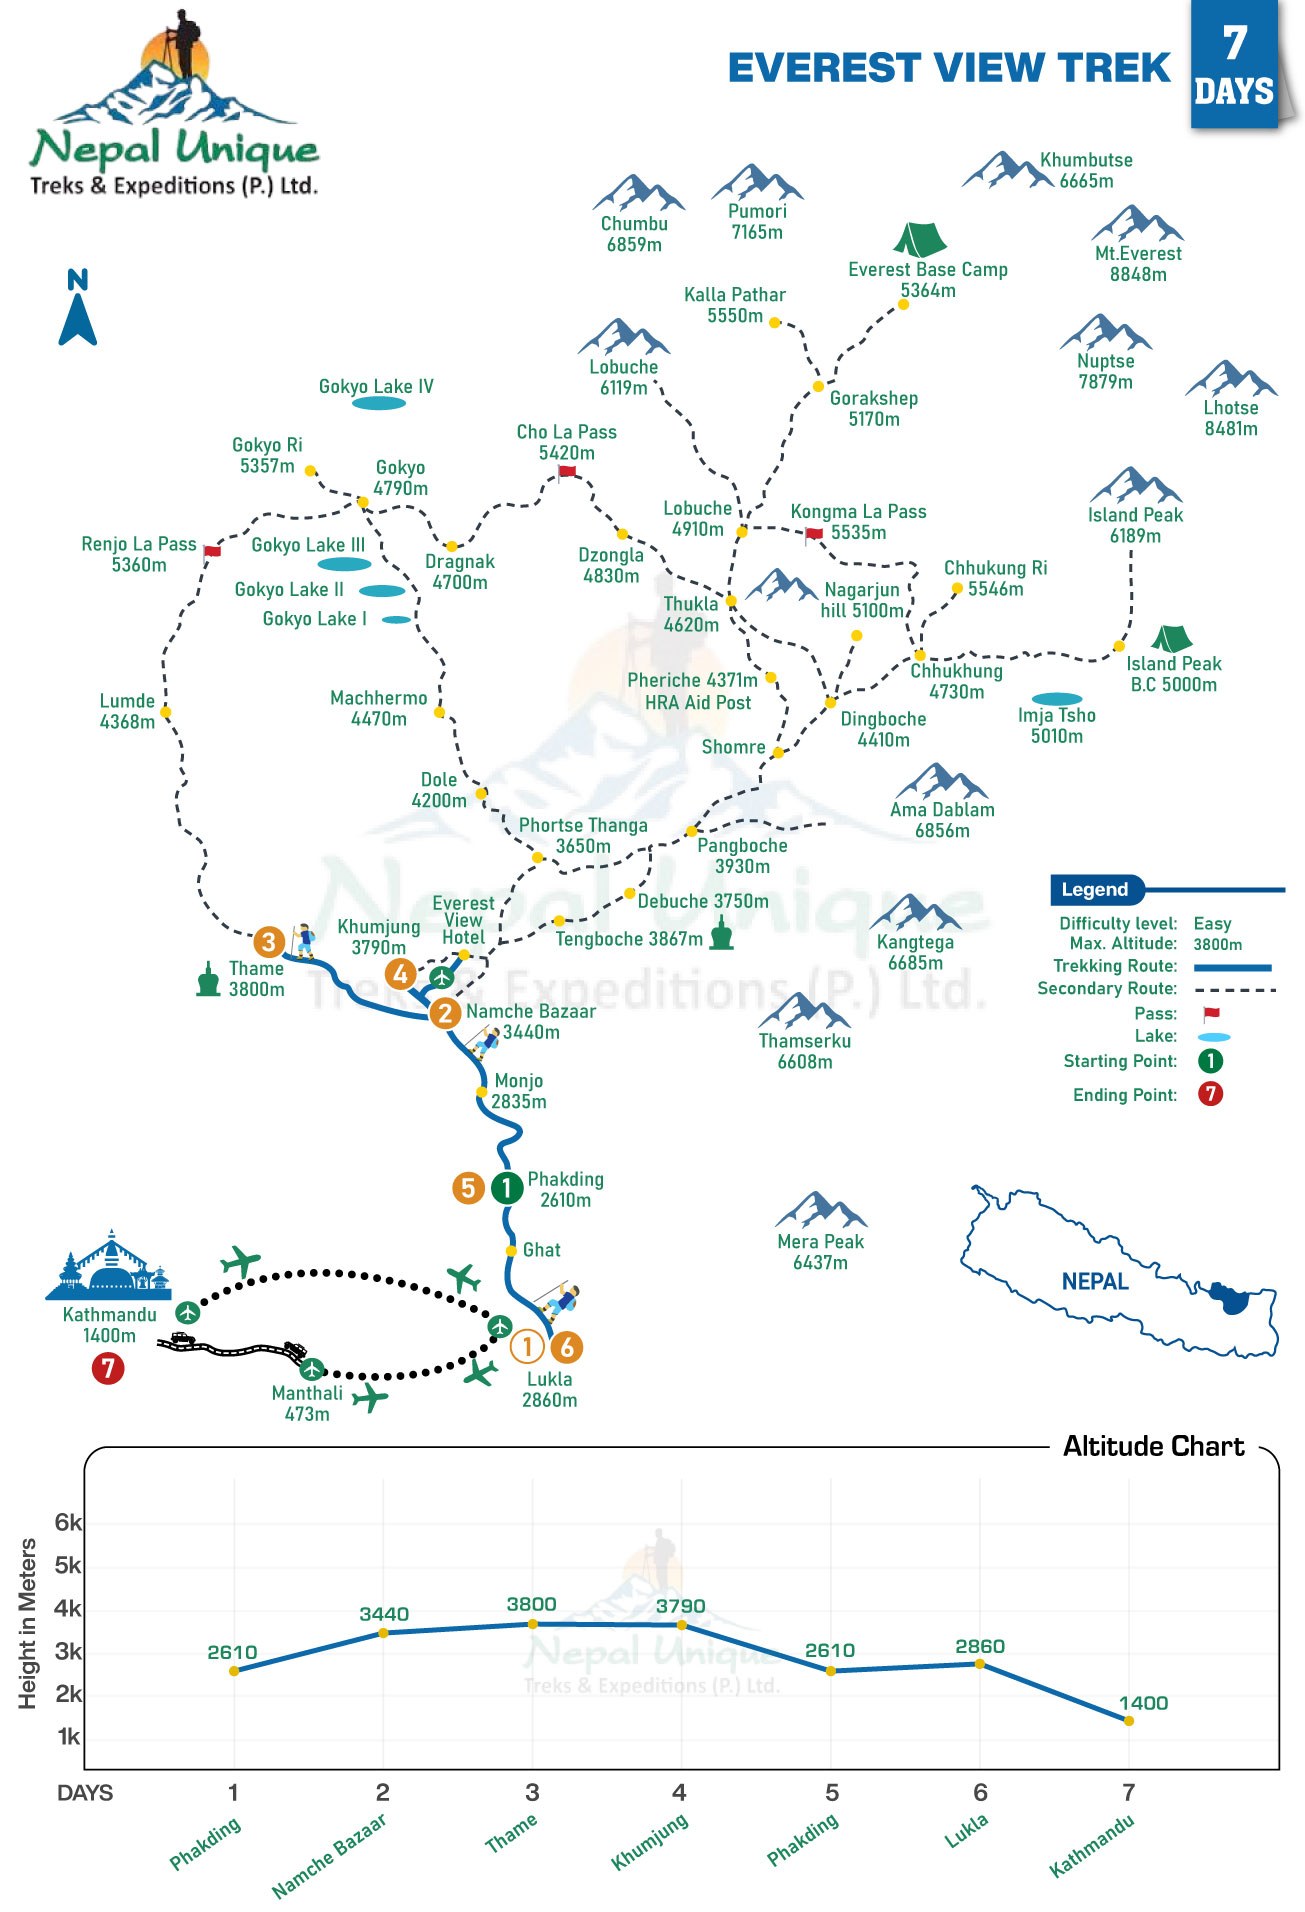 Nepal Unique
Treks & Expeditions (P.) Ltd.
EVEREST VIEW TREK
7
DAYS
N
Khumbutse
6665m
Chumbu
6859m
Pumori
7165m
Mt.Everest
8848m
Everest Base Camp
5364m
Kalla Pathar
5550m
Lobuche
6119m
Nuptse
7879m
Lhotse
8481m
Gorakshep
5170m
Gokyo Lake IV
Gokyo Ri
5357m
Gokyo
4790m
Cho La Pass
5420m
Lobuche
4910m
Kongma La Pass
5535m
Island Peak
6189m
Renjo La Pass
5360m
Gokyo Lake III
Gokyo Lake II
Gokyo Lake I
Dragnak
4700m
Dzongla
4830m
Thukla
4620m
Nagarjun
hill 5100m
Chhukung Ri
5546m
Pheriche 4371m
HRA Aid Post
Chhukhung
4730m
Island Peak
B.C 5000m
Lumde
4368m
Machhermo
4470m
Dingboche
4410m
Imja Tsho
5010m
Shomre
Dole
4200m
Ama Dablam
6856m
Phortse Thanga
3650m
Pangboche
3930m
Debuche 3750m
Everest
View
Hotel
Khumjung
3790m
Tengboche 3867m
Kangtega
6685m
3
Thame
3800m
4
2
Namche Bazaar
3440m
Thamserku
6608m
Nepal Unique
Treks & Expeditions (P.) Ltd.
Legend
Difficulty level: Easy
Max. Altitude: 3800m
Trekking Route:
Secondary Route:
Pass:
Lake:
Starting Point: 1
Ending Point: 7
Monjo
2835m
5
1
Phakding
2610m
Mera Peak
6437m
NEPAL
Ghat
Kathmandu
1400m
7
Manthali
473m
1
6
Lukla
2860m
Altitude Chart
Height in Meters
6k
5k
4k
3k
2k
1k
2610
3440
3800
3790
2610
2860
1400
Nepal Unique
Treks & Expeditions (P.) Ltd.
DAYS 1 2 3 4 5 6 7
Phakding
Namche Bazaar
Thame
Khumjung
Phakding
Lukla
Kathmandu